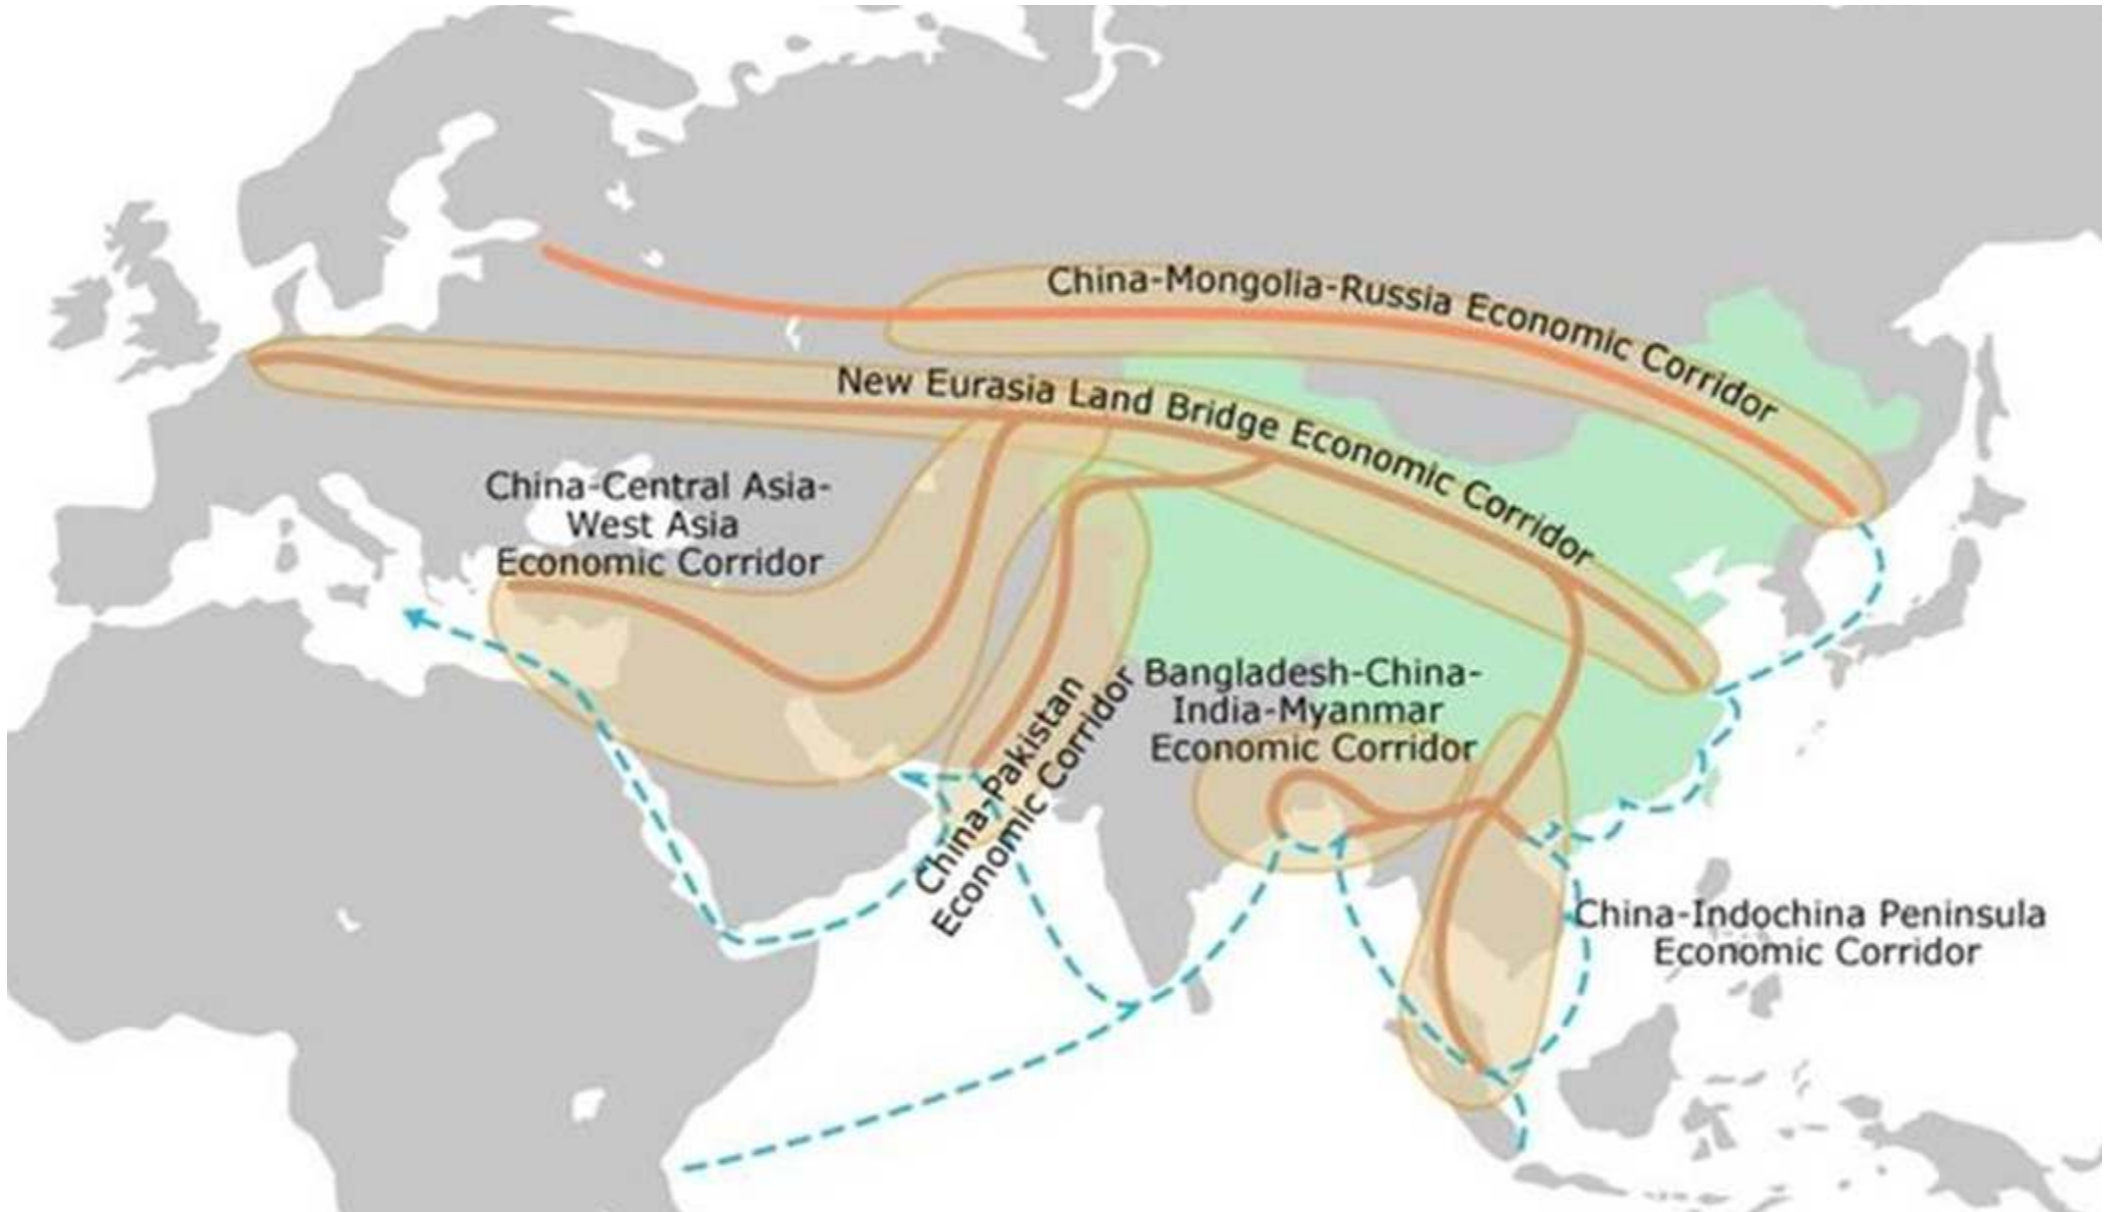 China-Mongolia-Russia Economic Corridor
New Eurasia Land Bridge Economic Corridor
China-Central Asia-
West Asia
Economic Corridor
China-Pakistan
Economic Corridor
Bangladesh-China-
India-Myanmar
Economic Corridor
China-Indochina Peninsula
Economic Corridor